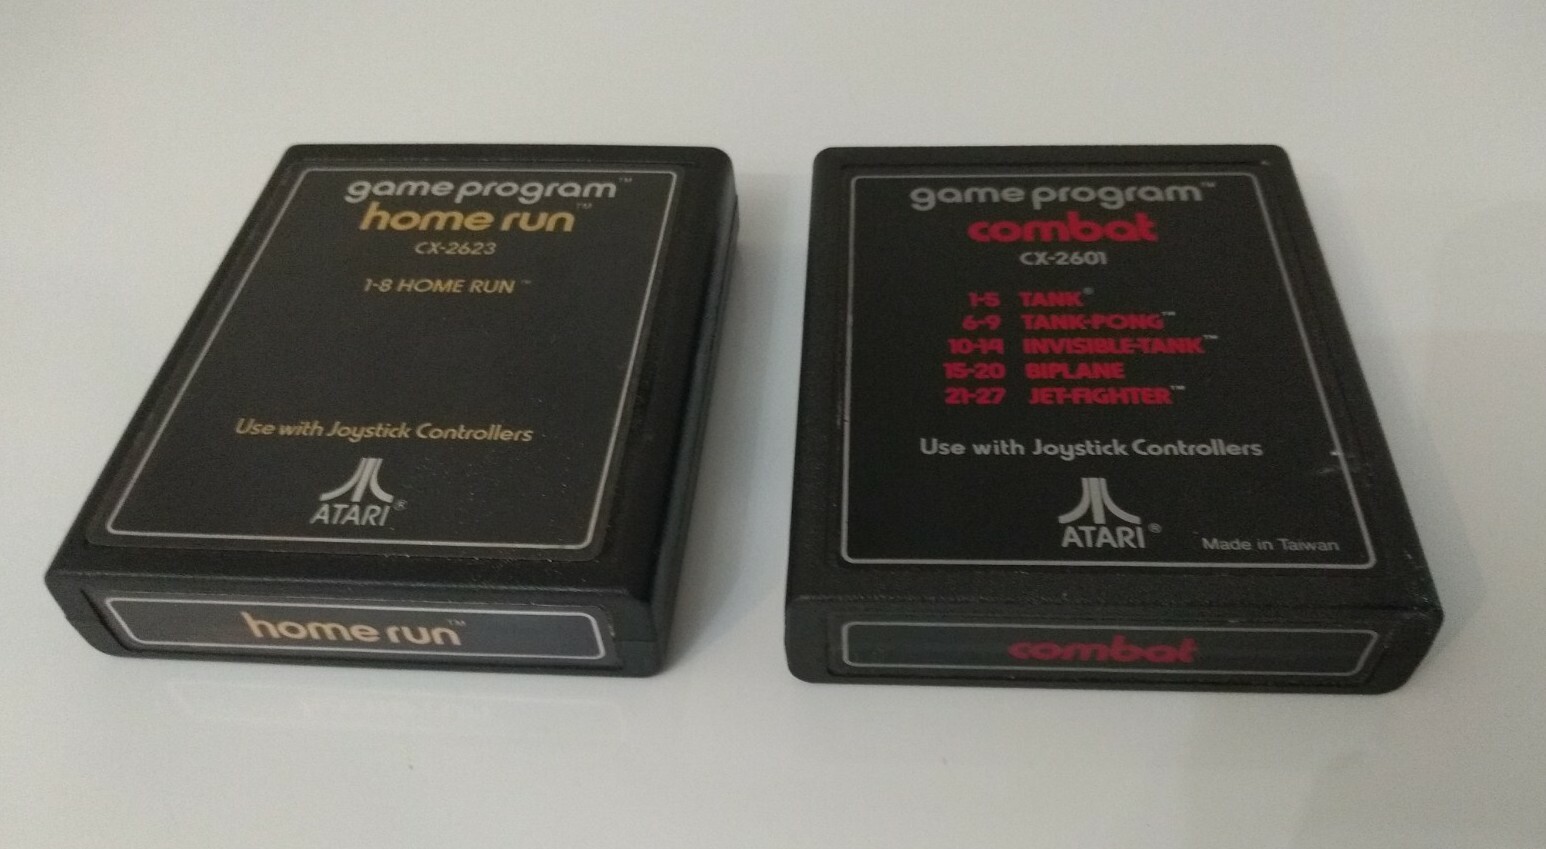 game program™
home run™
CX-2623
1-8 HOME RUN™
Use with Joystick Controllers
ATARI®
home run™
game program™
combat
CX-2601
1-5 TANK®
6-9 TANK-PONG™
10-14 INVISIBLE-TANK™
15-20 BIPLANE
21-27 JET-FIGHTER™
Use with Joystick Controllers
ATARI®
Made in Taiwan
combat